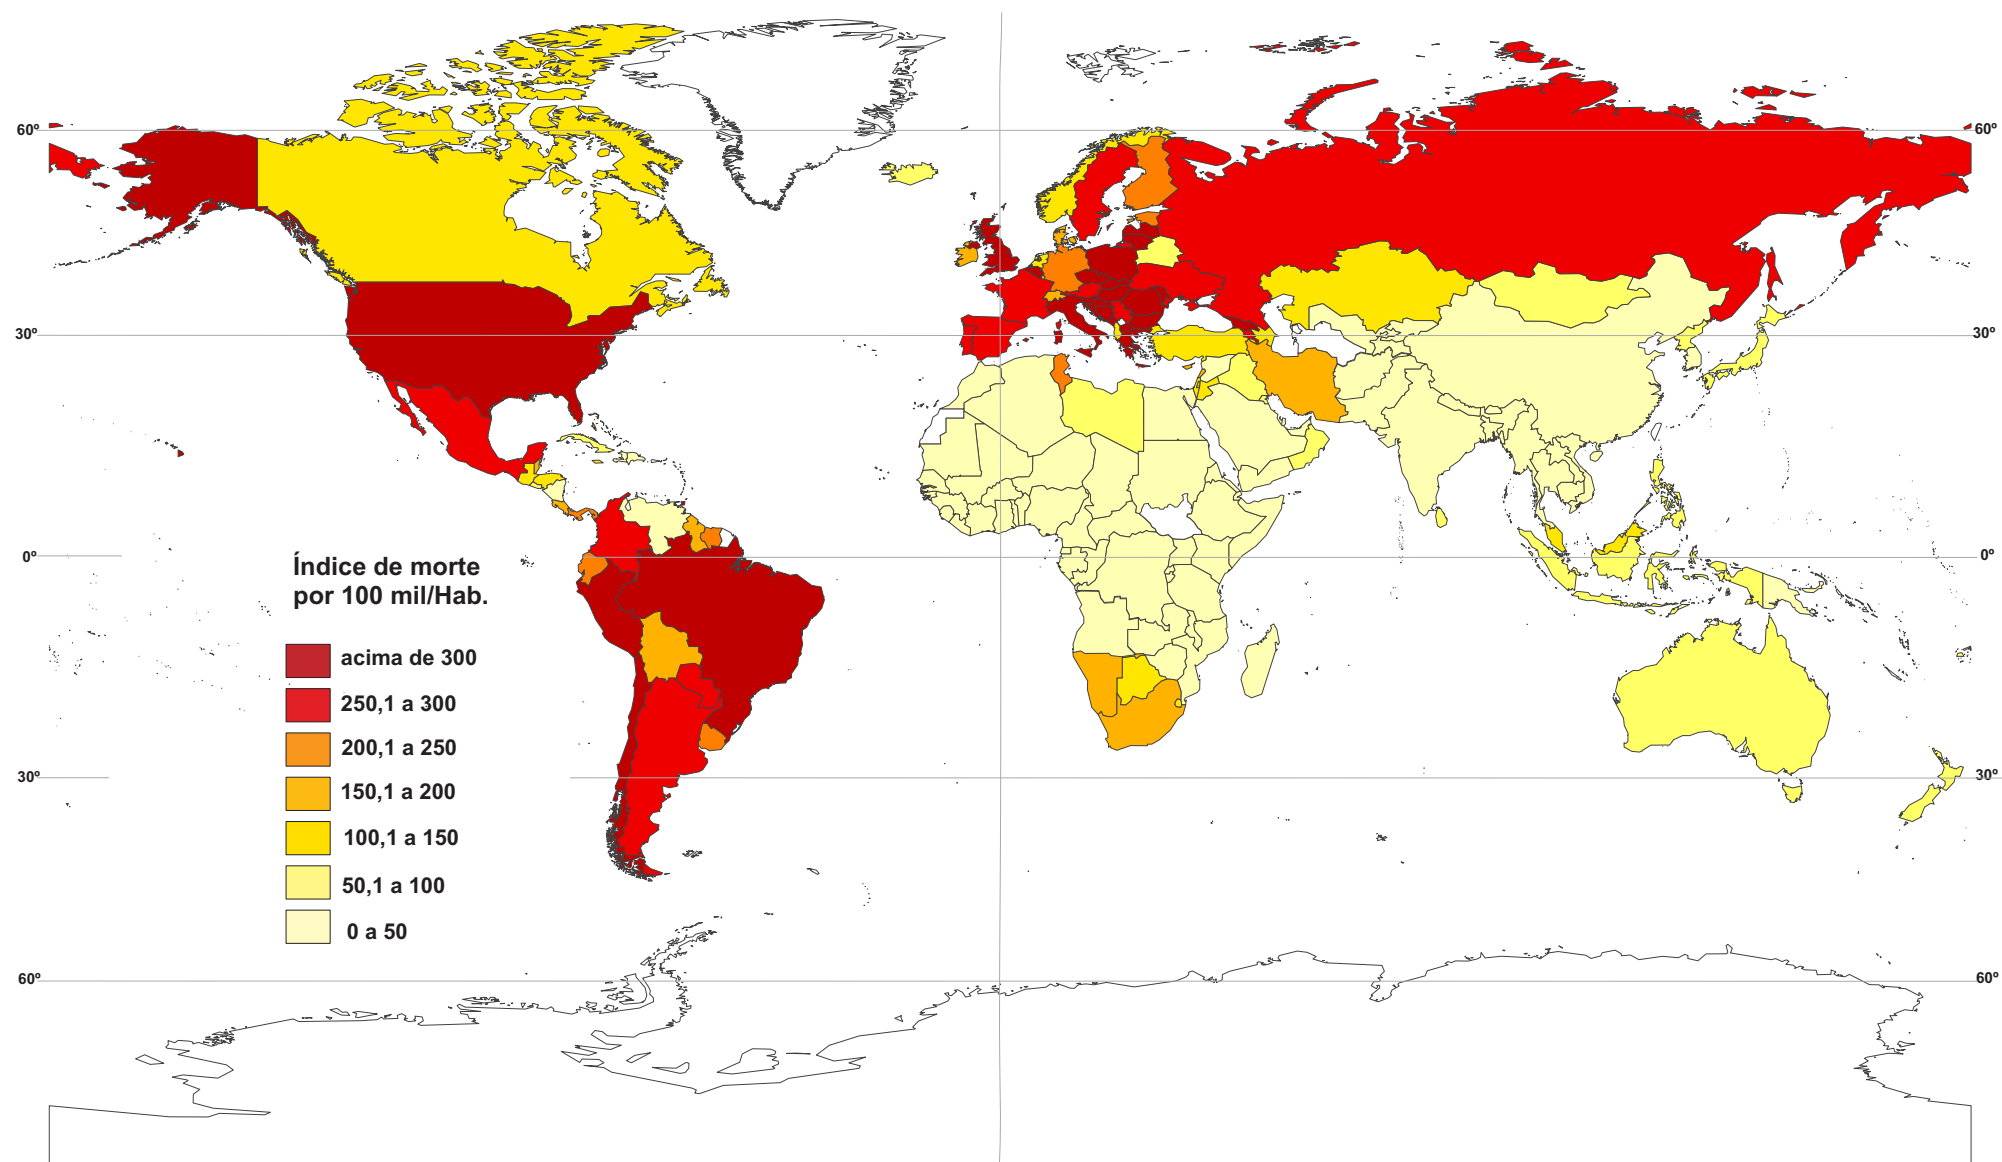 60º
60º
30º
30º
0º
0º
Índice de morte
por 100 mil/Hab.
acima de 300
250,1 a 300
200,1 a 250
150,1 a 200
100,1 a 150
50,1 a 100
0 a 50
30º
30º
60º
60º